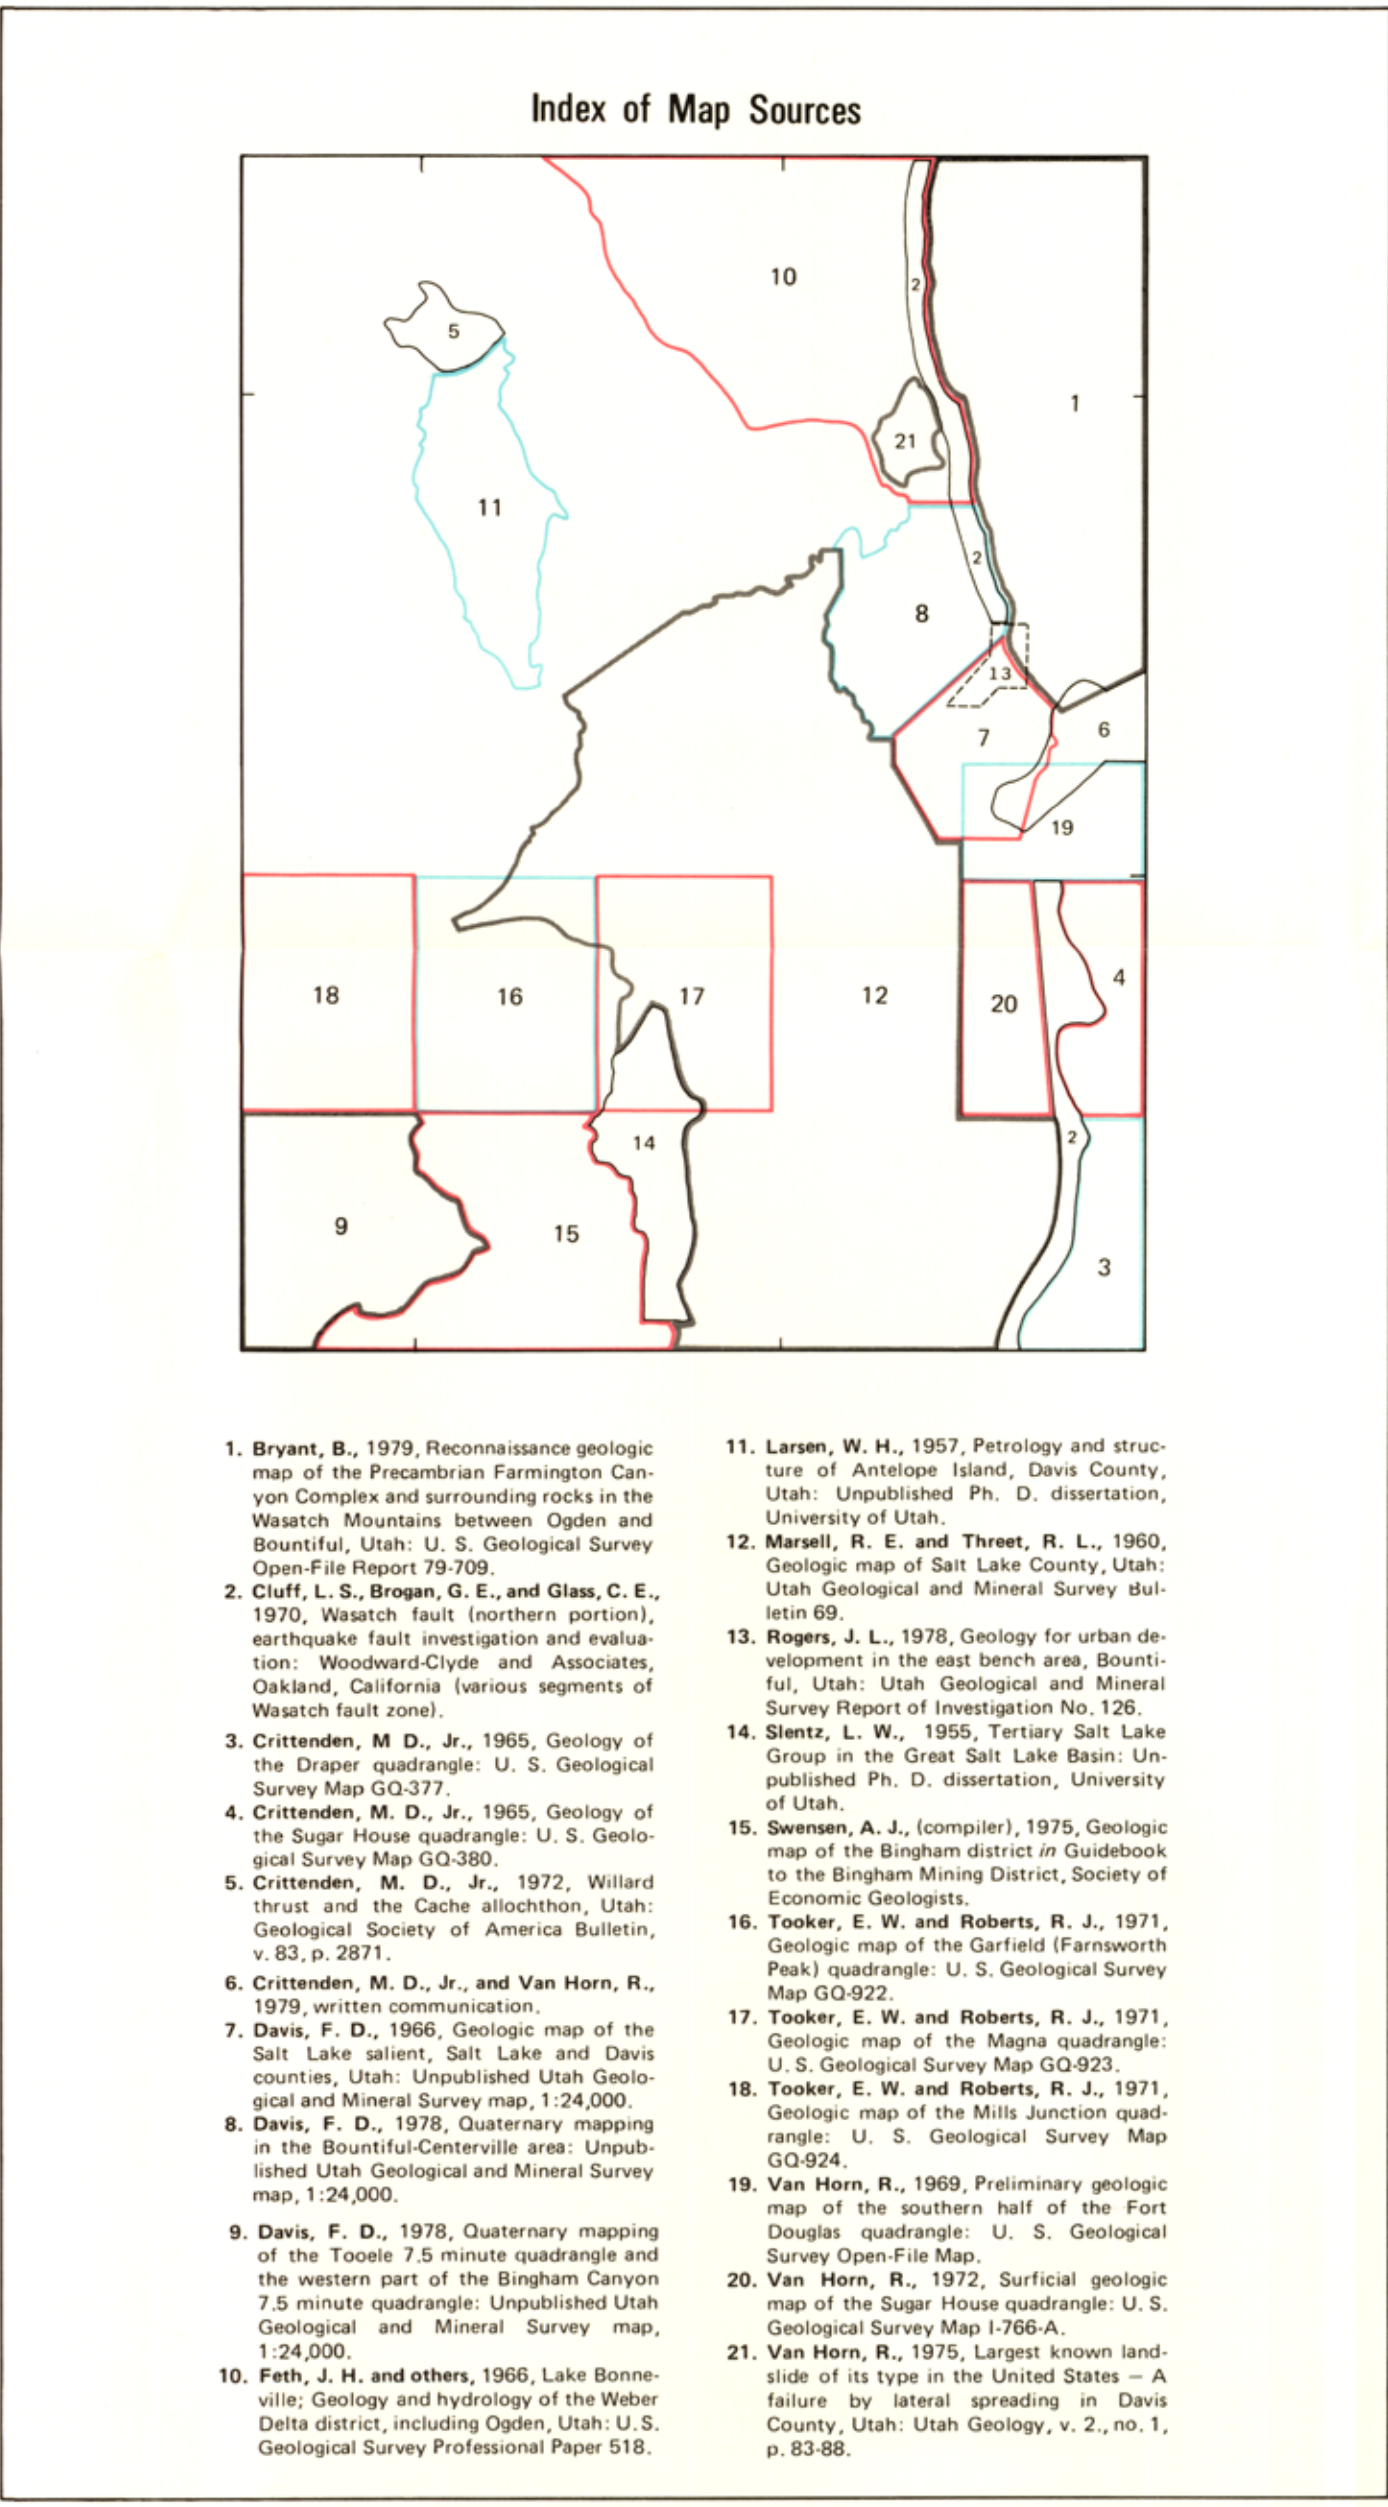 Index of Map Sources
10
2
5
1
21
11
2
8
13
6
7
19
4
18
16
17
12
20
2
14
9
15
3
1. Bryant, B., 1979, Reconnaissance geologic
map of the Precambrian Farmington Can-
yon Complex and surrounding rocks in the
Wasatch Mountains between Ogden and
Bountiful, Utah: U. S. Geological Survey
Open-File Report 79-709.
2. Cluff, L. S., Brogan, G. E., and Glass, C. E.,
1970, Wasatch fault (northern portion),
earthquake fault investigation and evalua-
tion: Woodward-Clyde and Associates,
Oakland, California (various segments of
Wasatch fault zone).
3. Crittenden, M D., Jr., 1965, Geology of
the Draper quadrangle: U. S. Geological
Survey Map GQ-377.
4. Crittenden, M. D., Jr., 1965, Geology of
the Sugar House quadrangle: U. S. Geolo-
gical Survey Map GQ-380.
5. Crittenden, M. D., Jr., 1972, Willard
thrust and the Cache allochthon, Utah:
Geological Society of America Bulletin,
v. 83, p. 2871.
6. Crittenden, M. D., Jr., and Van Horn, R.,
1979, written communication.
7. Davis, F. D., 1966, Geologic map of the
Salt Lake salient, Salt Lake and Davis
counties, Utah: Unpublished Utah Geolo-
gical and Mineral Survey map, 1:24,000.
8. Davis, F. D., 1978, Quaternary mapping
in the Bountiful-Centerville area: Unpub-
lished Utah Geological and Mineral Survey
map, 1:24,000.
9. Davis, F. D., 1978, Quaternary mapping
of the Tooele 7.5 minute quadrangle and
the western part of the Bingham Canyon
7.5 minute quadrangle: Unpublished Utah
Geological and Mineral Survey map,
1:24,000.
10. Feth, J. H. and others, 1966, Lake Bonne-
ville; Geology and hydrology of the Weber
Delta district, including Ogden, Utah: U.S.
Geological Survey Professional Paper 518.
11. Larsen, W. H., 1957, Petrology and struc-
ture of Antelope Island, Davis County,
Utah: Unpublished Ph. D. dissertation,
University of Utah.
12. Marsell, R. E. and Threet, R. L., 1960,
Geologic map of Salt Lake County, Utah:
Utah Geological and Mineral Survey Bul-
letin 69.
13. Rogers, J. L., 1978, Geology for urban de-
velopment in the east bench area, Bounti-
ful, Utah: Utah Geological and Mineral
Survey Report of Investigation No. 126.
14. Slentz, L. W., 1955, Tertiary Salt Lake
Group in the Great Salt Lake Basin: Un-
published Ph. D. dissertation, University
of Utah.
15. Swensen, A. J., (compiler), 1975, Geologic
map of the Bingham district in Guidebook
to the Bingham Mining District, Society of
Economic Geologists.
16. Tooker, E. W. and Roberts, R. J., 1971,
Geologic map of the Garfield (Farnsworth
Peak) quadrangle: U. S. Geological Survey
Map GQ-922.
17. Tooker, E. W. and Roberts, R. J., 1971,
Geologic map of the Magna quadrangle:
U. S. Geological Survey Map GQ-923.
18. Tooker, E. W. and Roberts, R. J., 1971,
Geologic map of the Mills Junction quad-
rangle: U. S. Geological Survey Map
GQ-924.
19. Van Horn, R., 1969, Preliminary geologic
map of the southern half of the Fort
Douglas quadrangle: U. S. Geological
Survey Open-File Map.
20. Van Horn, R., 1972, Surficial geologic
map of the Sugar House quadrangle: U. S.
Geological Survey Map I-766-A.
21. Van Horn, R., 1975, Largest known land-
slide of its type in the United States — A
failure by lateral spreading in Davis
County, Utah: Utah Geology, v. 2., no. 1,
p. 83-88.